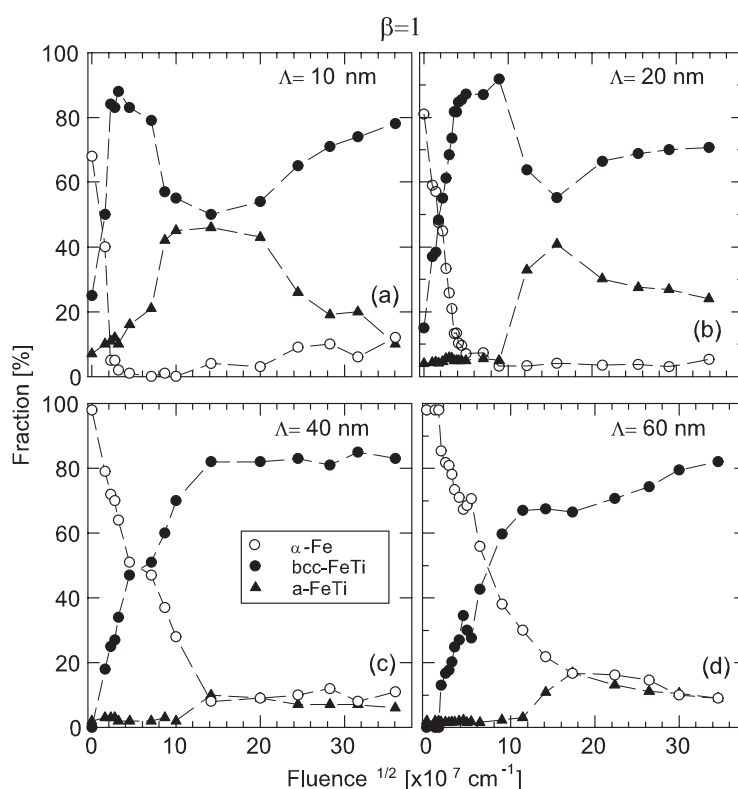 β=1
Λ= 10 nm
Λ= 20 nm
100
80
60
40
20
0
(a)
(b)
Fraction [%]
Λ= 40 nm
Λ= 60 nm
100
80
60
40
20
0
α-Fe
bcc-FeTi
a-FeTi
(c)
(d)
0 10 20 30
0 10 20 30
Fluence 1/2 [x10 7 cm-1]